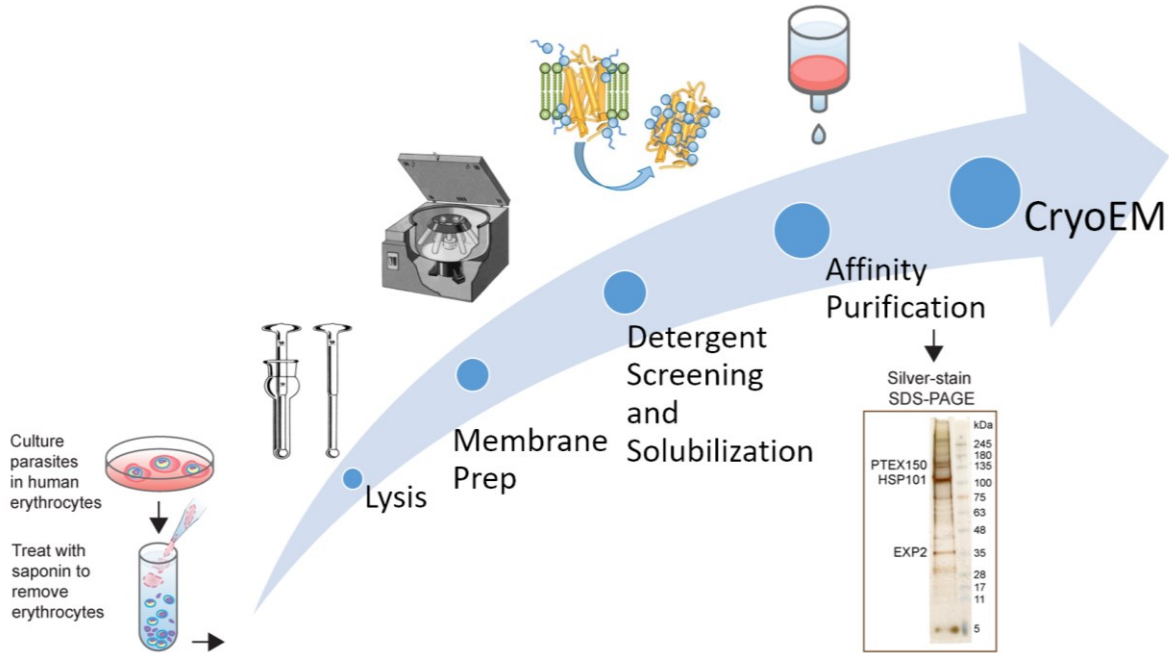 Culture
parasites
in human
erythrocytes
Treat with
saponin to
remove
erythrocytes
Lysis
Membrane
Prep
Detergent
Screening
and
Solubilization
Affinity
Purification
CryoEM
Silver-stain
SDS-PAGE
kDa
245
180
PTEX150 135
HSP101 100
75
63
48
EXP2 35
28
17
11
5